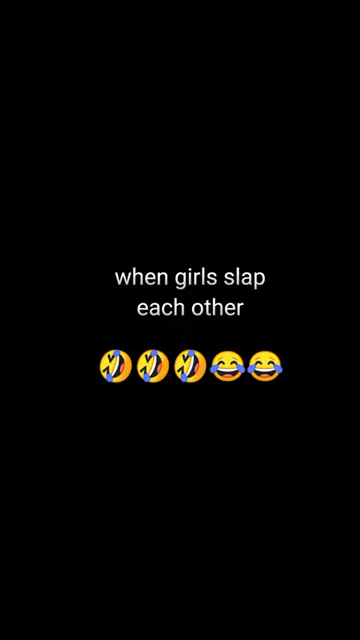 when girls slap
each other
🤣🤣🤣😂😂